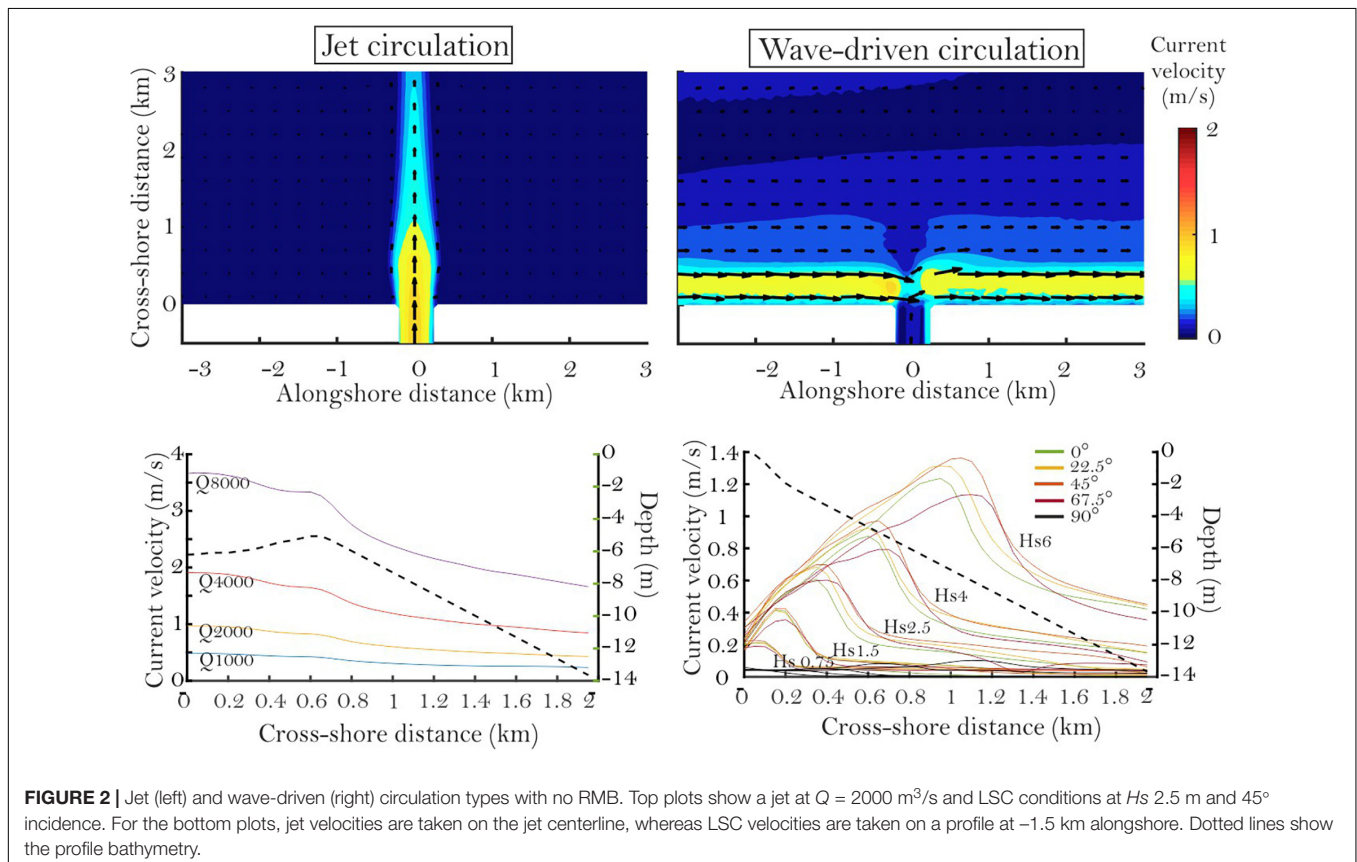 Jet circulation
Wave-driven circulation
Current
velocity
(m/s)
2
1
0
Cross-shore distance (km)
3
2
1
0
-3 -2 -1 0 1 2 3
Alongshore distance (km)
-2 -1 0 1 2 3
Alongshore distance (km)
Current velocity (m/s)
4
3
2
1
0
Q8000
Q4000
Q2000
Q1000
0
-2
-4
-6
-8
-10
-12
-14
Depth (m)
0 0.2 0.4 0.6 0.8 1 1.2 1.4 1.6 1.8 2
Cross-shore distance (km)
Current velocity (m/s)
1.4
1.2
1
0.8
0.6
0.4
0.2
0
0°
22.5°
45°
67.5°
90°
Hs6
Hs4
Hs2.5
Hs1.5
Hs 0.75
0
-2
-4
-6
-8
-10
-12
-14
Depth (m)
0 0.2 0.4 0.6 0.8 1 1.2 1.4 1.6 1.8 2
Cross-shore distance (km)
FIGURE 2 | Jet (left) and wave-driven (right) circulation types with no RMB. Top plots show a jet at Q = 2000 m³/s and LSC conditions at Hs 2.5 m and 45°
incidence. For the bottom plots, jet velocities are taken on the jet centerline, whereas LSC velocities are taken on a profile at –1.5 km alongshore. Dotted lines show
the profile bathymetry.